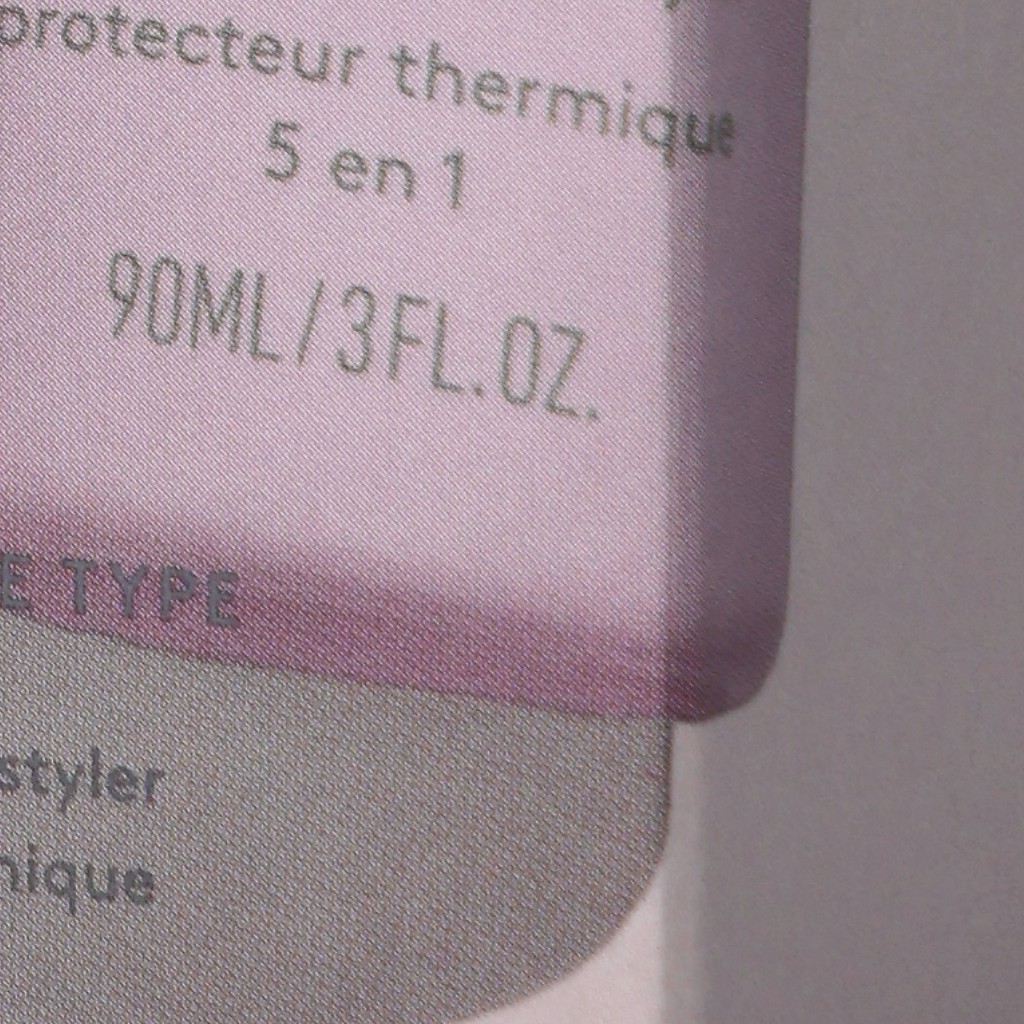 protecteur thermique
5 en 1
90ML/3FL.OZ.
E TYPE
styler
nique